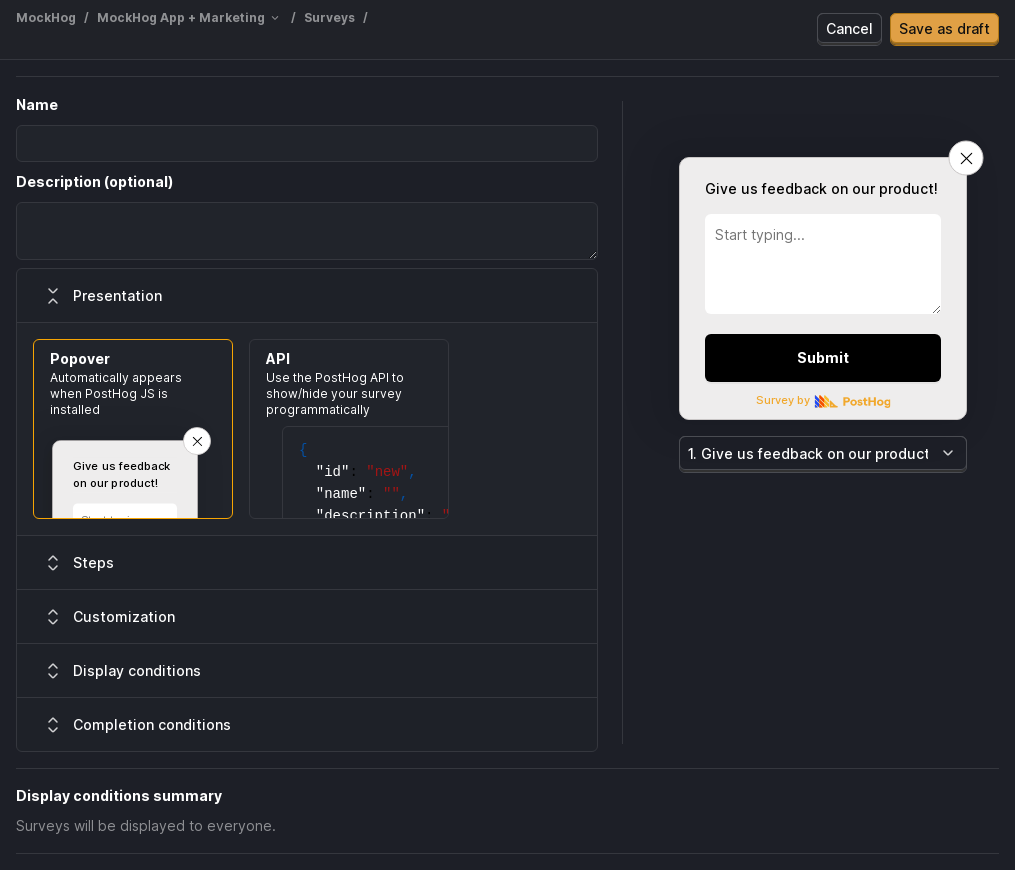 MockHog / MockHog App + Marketing / Surveys /
Cancel
Save as draft
Name
Description (optional)
Presentation
Popover
Automatically appears
when PostHog JS is
installed
Give us feedback
on our product!
API
Use the PostHog API to
show/hide your survey
programmatically
{
"id": "new",
"name": "",
"description": "
Steps
Customization
Display conditions
Completion conditions
Give us feedback on our product!
Start typing...
Submit
Survey by PostHog
1. Give us feedback on our product
Display conditions summary
Surveys will be displayed to everyone.